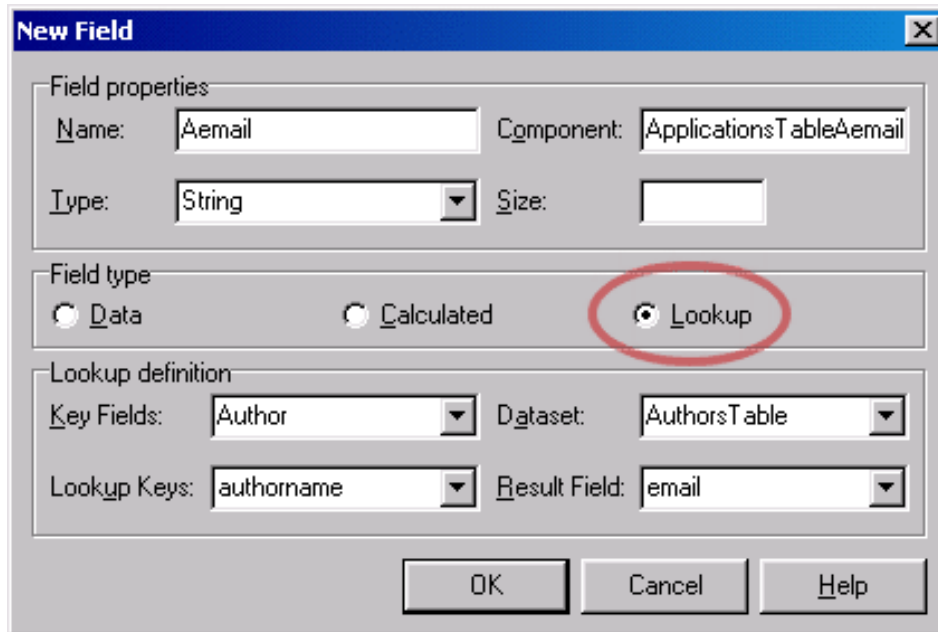 New Field
Field properties
Name: Aemail Component: ApplicationsTableAemail
Type: String Size:
Field type
Data Calculated Lookup
Lookup definition
Key Fields: Author Dataset: AuthorsTable
Lookup Keys: authorname Result Field: email
OK Cancel Help